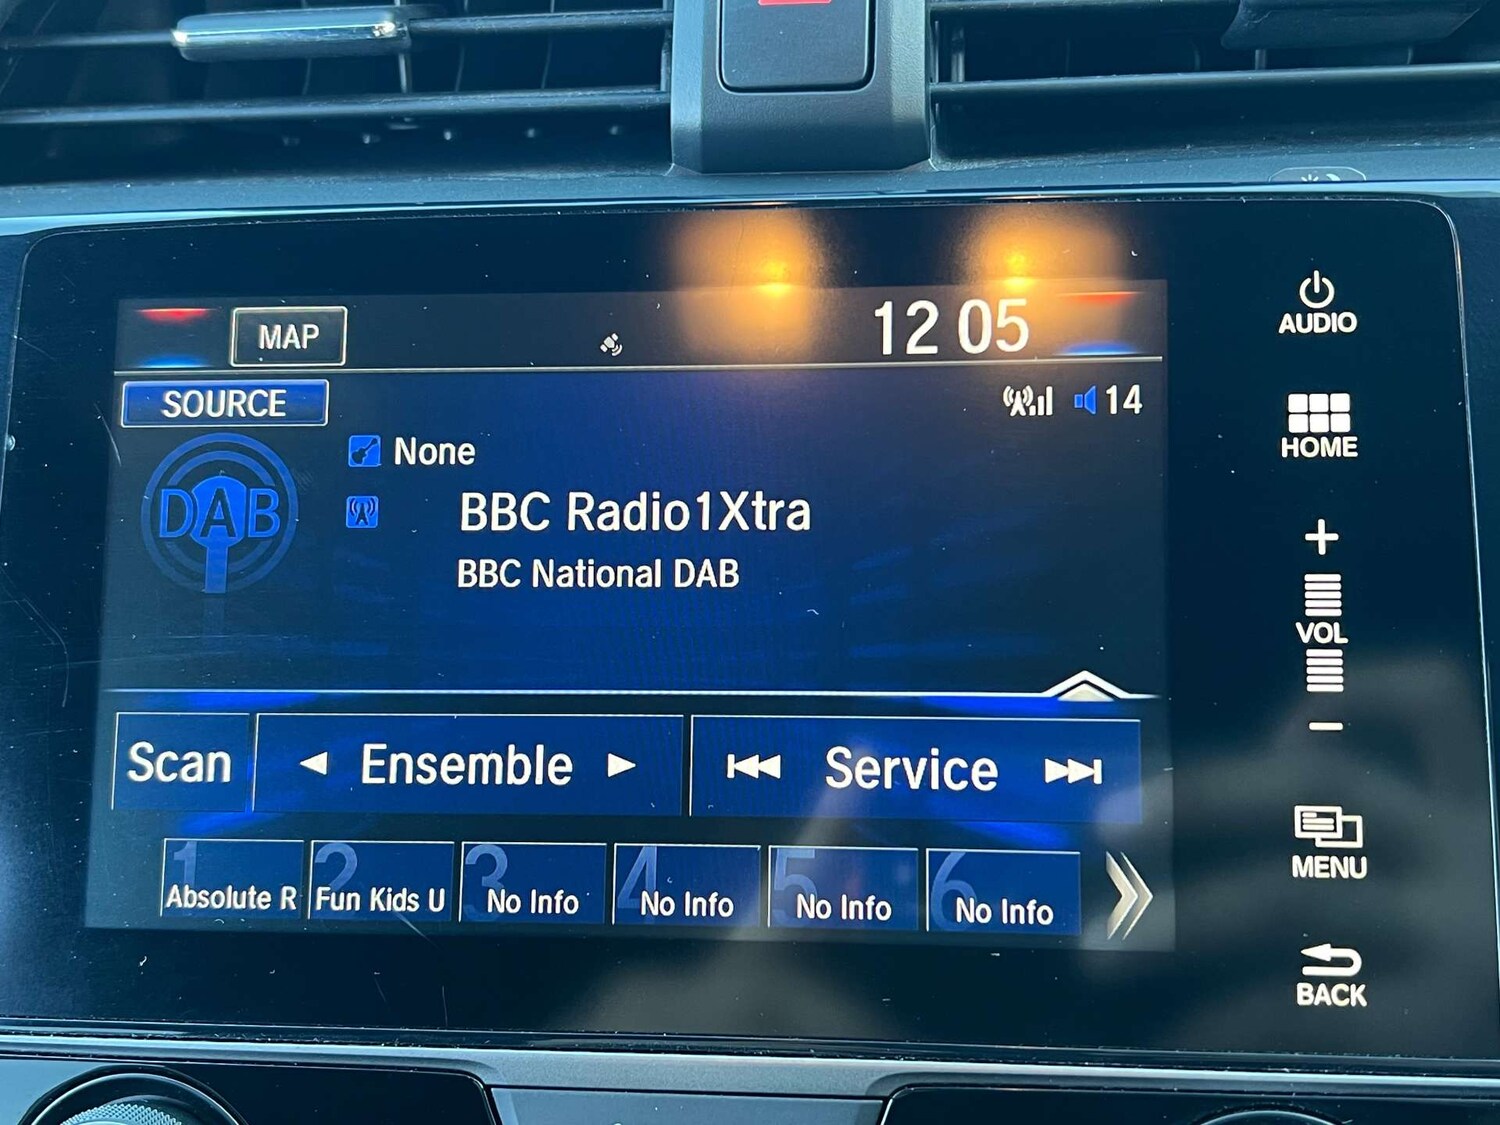 MAP
12 05
AUDIO
SOURCE
14
HOME
None
DAB
BBC Radio1Xtra
BBC National DAB
+
VOL
−
Scan
Ensemble
Service
1 Absolute R
2 Fun Kids U
3 No Info
4 No Info
5 No Info
6 No Info
MENU
BACK